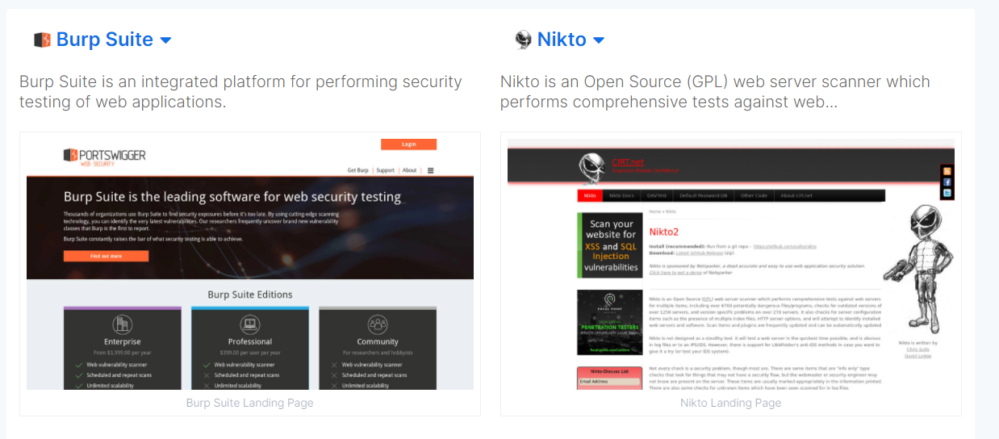 Burp Suite
Burp Suite is an integrated platform for performing security
testing of web applications.
Login
PORTSWIGGER
WEB SECURITY
Get Burp | Support | About |
Burp Suite is the leading software for web security testing
Thousands of organizations use Burp Suite to find security exposures before it's too late. By using cutting-edge scanning
technology, you can identify the very latest vulnerabilities. Our researchers frequently uncover brand new vulnerability
classes that Burp is the first to report.
Burp Suite constantly raises the bar of what security testing is able to achieve.
Find out more
Burp Suite Editions
Enterprise
From $3,999.00 per year
Web vulnerability scanner
Scheduled and repeat scans
Unlimited scalability
Professional
$399.00 per user per year
Web vulnerability scanner
Scheduled and repeat scans
Unlimited scalability
Community
For researchers and hobbyists
Web vulnerability scanner
Scheduled and repeat scans
Unlimited scalability
Burp Suite Landing Page
Nikto
Nikto is an Open Source (GPL) web server scanner which
performs comprehensive tests against web...
CIRT.net
Nikto
Nikto Docs
DAVTest
Default Password DB
Other Code
About cirt.net
Scan your
website for
XSS and SQL
Injection
vulnerabilities
Home » Nikto
Nikto2
Install (recommended): Run from a git repo - https://github.com/sullo/nikto
Download: Latest GitHub Release (zip)
Nikto is sponsored by Netsparker, a dead accurate and easy to use web application security solution.
Click here to get a demo of Netsparker
FOCAL POINT
PENETRATION TESTERS
Nikto is an Open Source (GPL) web server scanner which performs comprehensive tests against web servers
for multiple items, including over 6700 potentially dangerous files/programs, checks for outdated versions of
over 1250 servers, and version specific problems on over 270 servers. It also checks for server configuration
items such as the presence of multiple index files, HTTP server options, and will attempt to identify installed
web servers and software. Scan items and plugins are frequently updated and can be automatically updated
Nikto is not designed as a stealthy tool. It will test a web server in the quickest time possible, and is obvious
in log files or to an IPS/IDS. However, there is support for LibWhisker's anti-IDS methods in case you want to
give it a try (or test your IDS system).
Not every check is a security problem, though most are. There are some items that are "info only" type
checks that look for things that may not have a security flaw, but the webmaster or security engineer may
not know are present on the server. These items are usually marked appropriately in the information printed.
There are also some checks for unknown items which have been seen scanned for in log files.
Nikto-Discuss List
Email Address
Nikto is written by
Chris Sullo
David Lodge
Nikto Landing Page